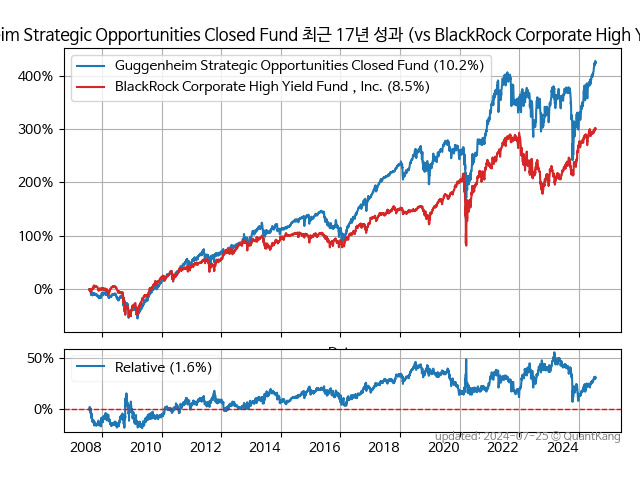 im Strategic Opportunities Closed Fund 최근 17년 성과 (vs BlackRock Corporate High Y
Guggenheim Strategic Opportunities Closed Fund (10.2%)
BlackRock Corporate High Yield Fund , Inc. (8.5%)
400%
300%
200%
100%
0%
Relative (1.6%)
50%
0%
updated: 2024-07-25 © QuantKang
2008 2010 2012 2014 2016 2018 2020 2022 2024